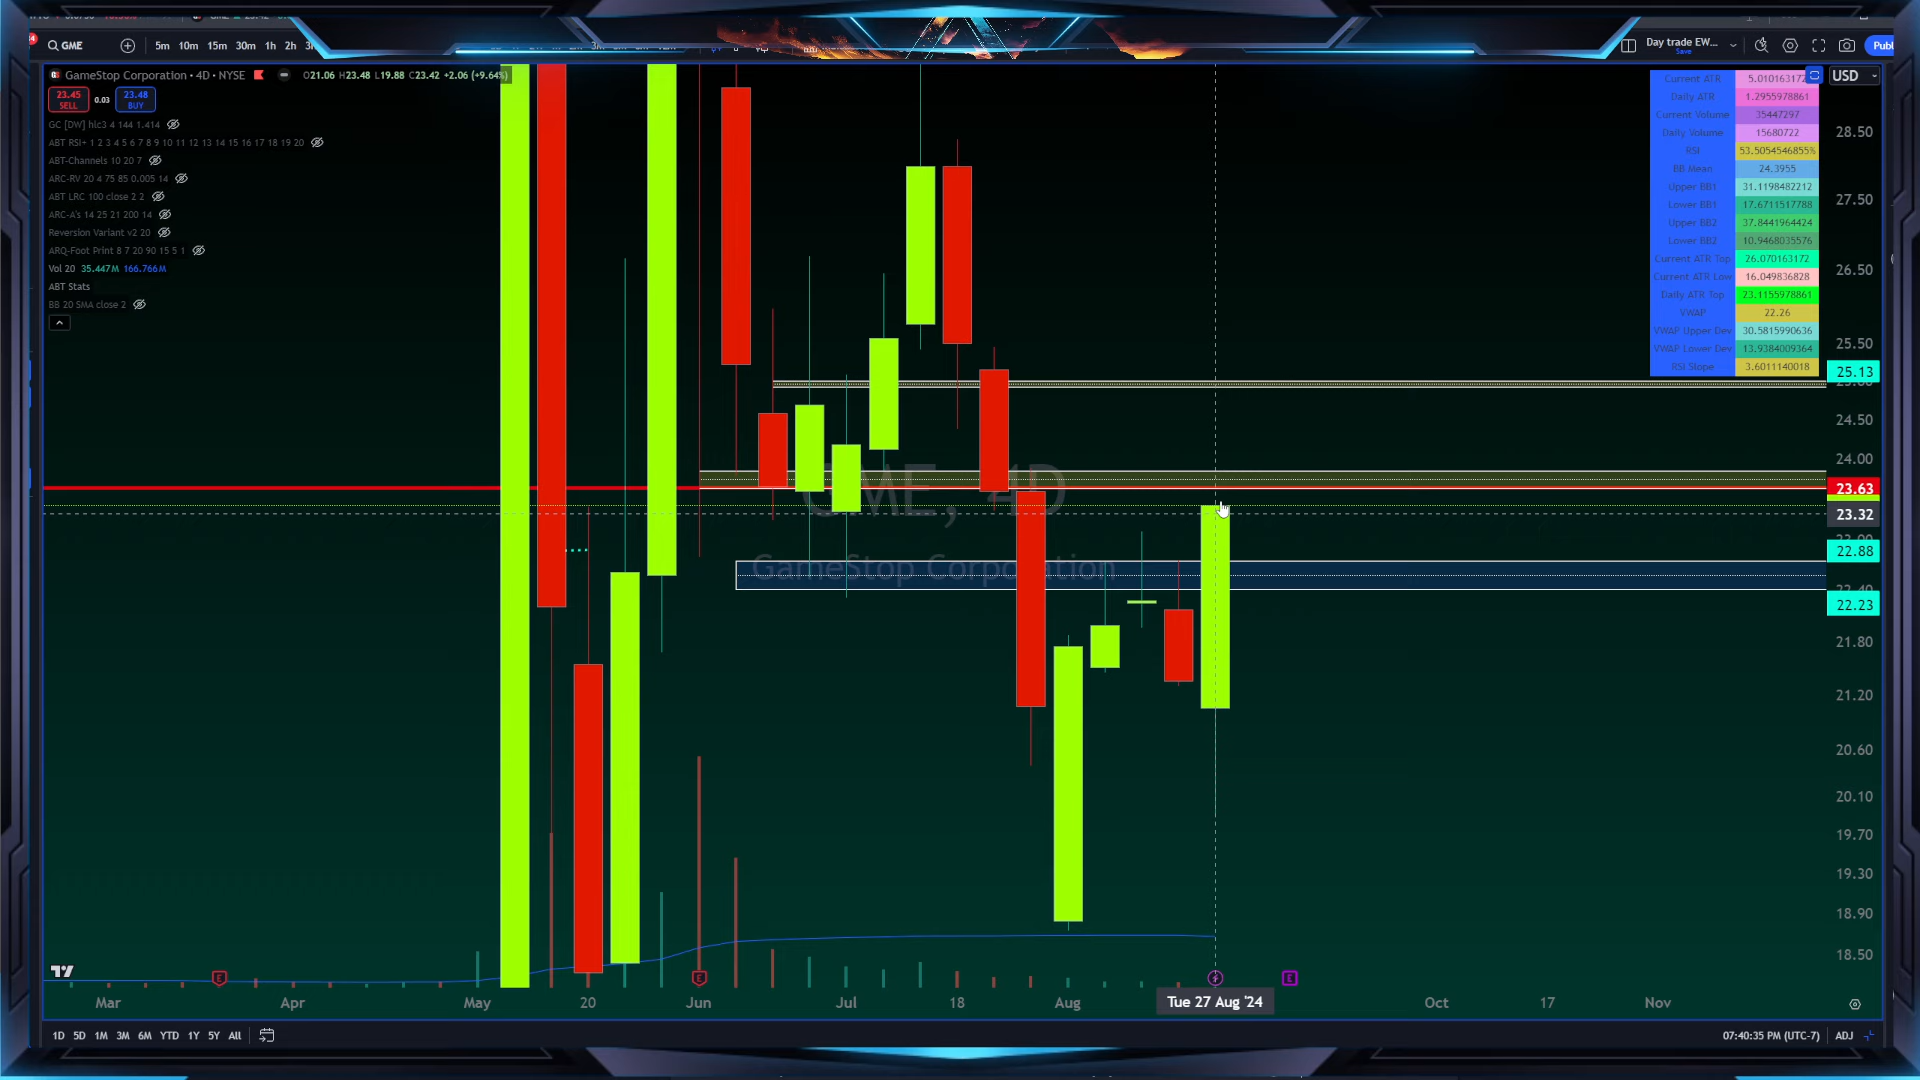 GME
5m 10m 15m 30m 1h 2h
Day trade EW...
Save
Publ
GameStop Corporation • 4D • NYSE O21.06 H23.48 L19.88 C23.42 +2.06 (+9.64%)
23.45
SELL
0.03
23.48
BUY
GC [DW] hlc3 4 144 1.414
ABT RSI+ 1 2 3 4 5 6 7 8 9 10 11 12 13 14 15 16 17 18 19 20
ABT-Channels 10 20 7
ARC-RV 20 4 75 85 0.005 14
ABT LRC 100 close 2 2
ARC-A's 14 25 21 200 14
Reversion Variant v2 20
ARQ-Foot Print 8 7 20 90 15 5 1
Vol 20 35.447M 166.766M
ABT Stats
BB 20 SMA close 2
Current ATR 5.010163172
Daily ATR 1.2955978861
Current Volume 35447297
Daily Volume 15680722
RSI 53.5054546855%
BB Mean 24.3955
Upper BB1 31.1198482212
Lower BB1 17.6711517788
Upper BB2 37.8441964424
Lower BB2 10.9468035576
Current ATR Top 26.070163172
Current ATR Low 16.049836828
Daily ATR Top 23.1155978861
VWAP 22.26
VWAP Upper Dev 30.5815990636
VWAP Lower Dev 13.9384009364
RSI Slope 3.6011140018
USD
28.50
27.50
26.50
25.50
25.13
24.50
24.00
23.63
23.32
22.88
22.23
21.80
21.20
20.60
20.10
19.70
19.30
18.90
18.50
GME, 4D
GameStop Corporation
E
E
E
Mar Apr May 20 Jun Jul 18 Aug Tue 27 Aug '24 Oct 17 Nov
1D 5D 1M 3M 6M YTD 1Y 5Y All
07:40:35 PM (UTC-7) ADJ